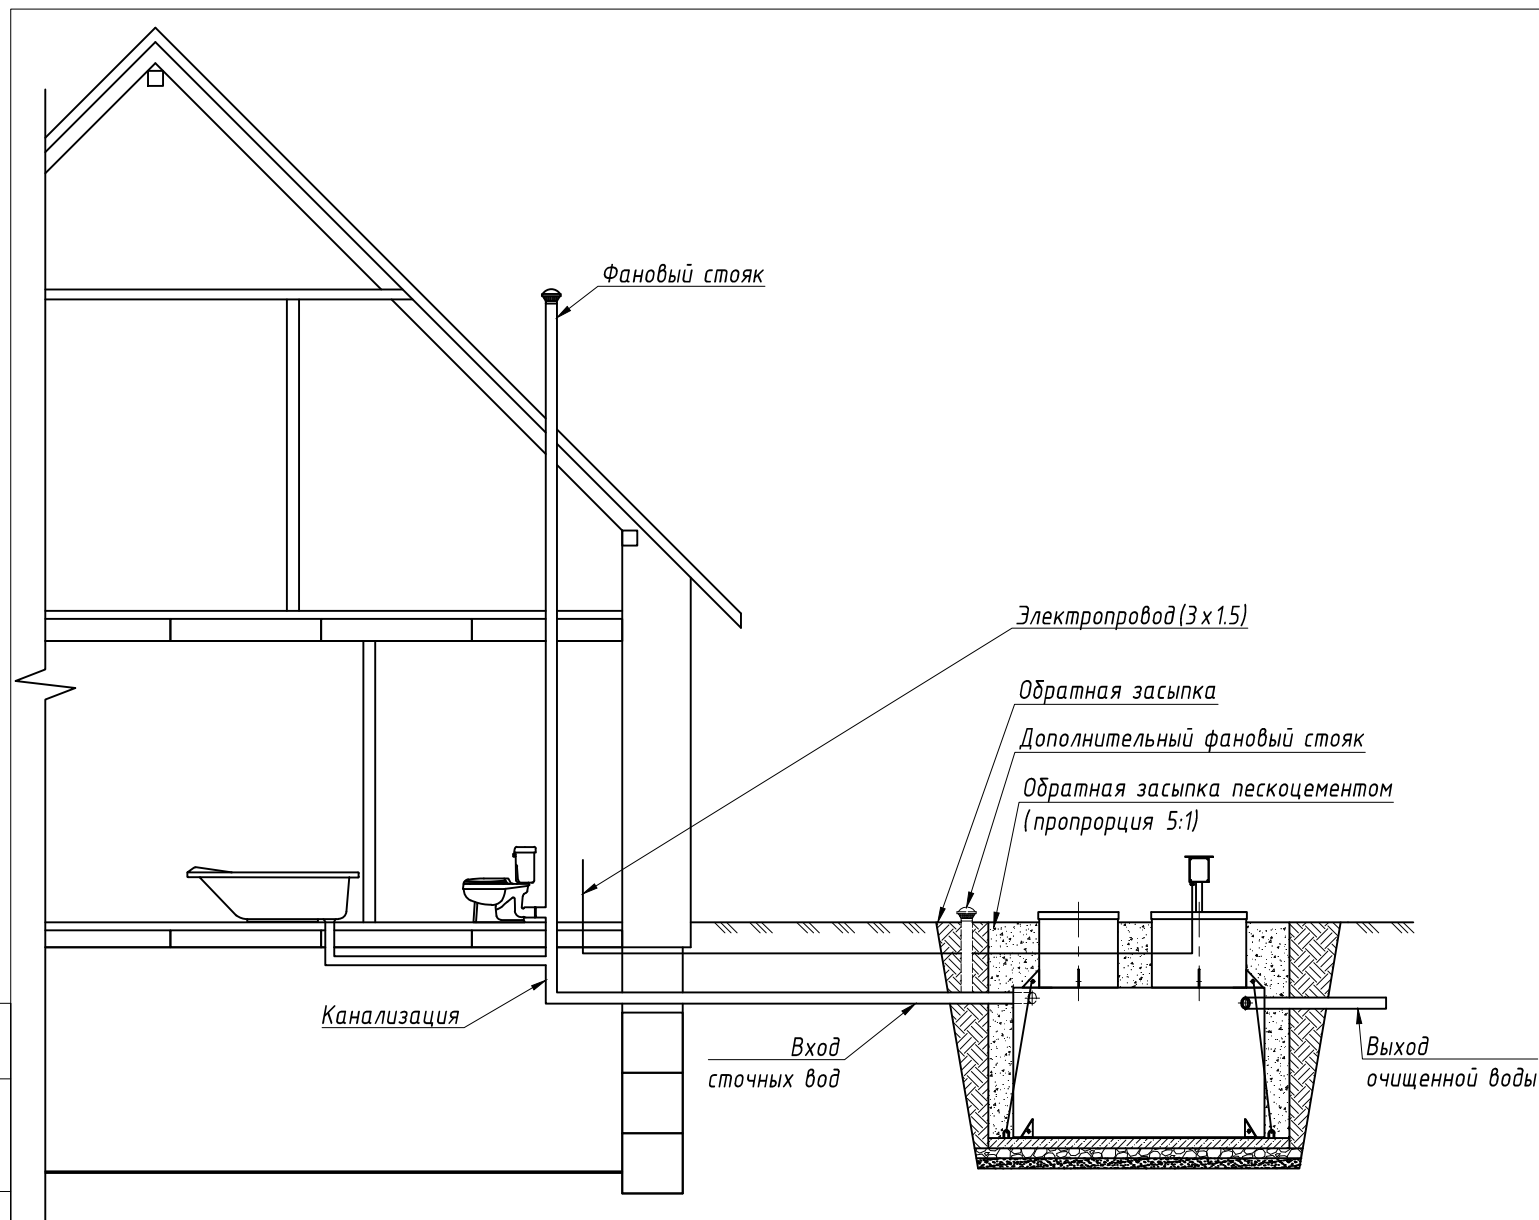 Фановый стояк
Электропровод (3 х 1.5)
Обратная засыпка
Дополнительный фановый стояк
Обратная засыпка пескоцементом
(пропрорция 5:1)
Канализация
Вход
сточных вод
Выход
очищенной воды